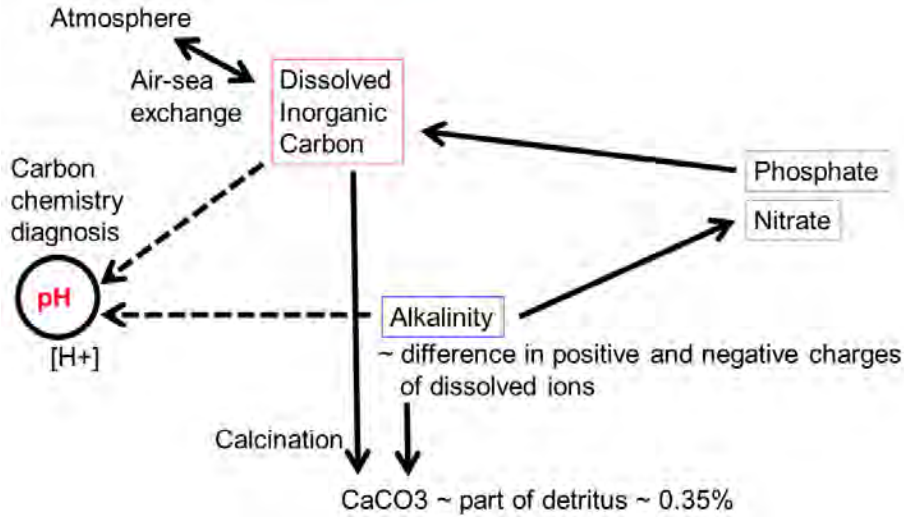 Atmosphere
Air-sea
exchange
Dissolved
Inorganic
Carbon
Phosphate
Nitrate
Carbon
chemistry
diagnosis
pH
[H+]
Alkalinity
~ difference in positive and negative charges
of dissolved ions
Calcination
CaCO3 ~ part of detritus ~ 0.35%